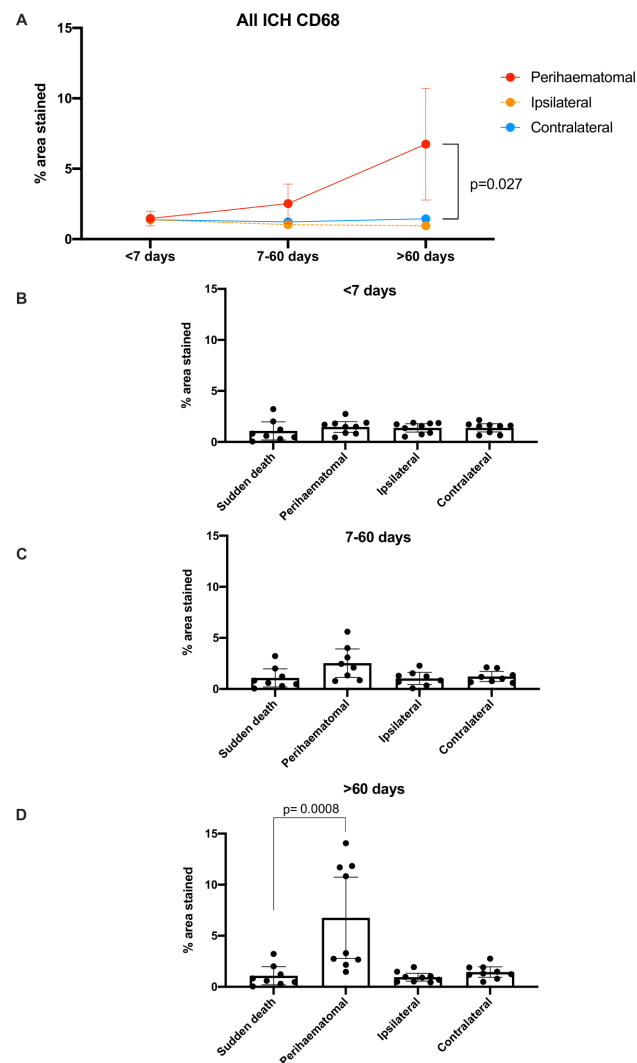 A
All ICH CD68
15
10
5
0
% area stained
<7 days
7-60 days
>60 days
Perihaematomal
Ipsilateral
Contralateral
p=0.027
B
<7 days
15
10
5
0
% area stained
Sudden death
Perihaematomal
Ipsilateral
Contralateral
C
7-60 days
15
10
5
0
% area stained
Sudden death
Perihaematomal
Ipsilateral
Contralateral
D
>60 days
p= 0.0008
15
10
5
0
% area stained
Sudden death
Perihaematomal
Ipsilateral
Contralateral